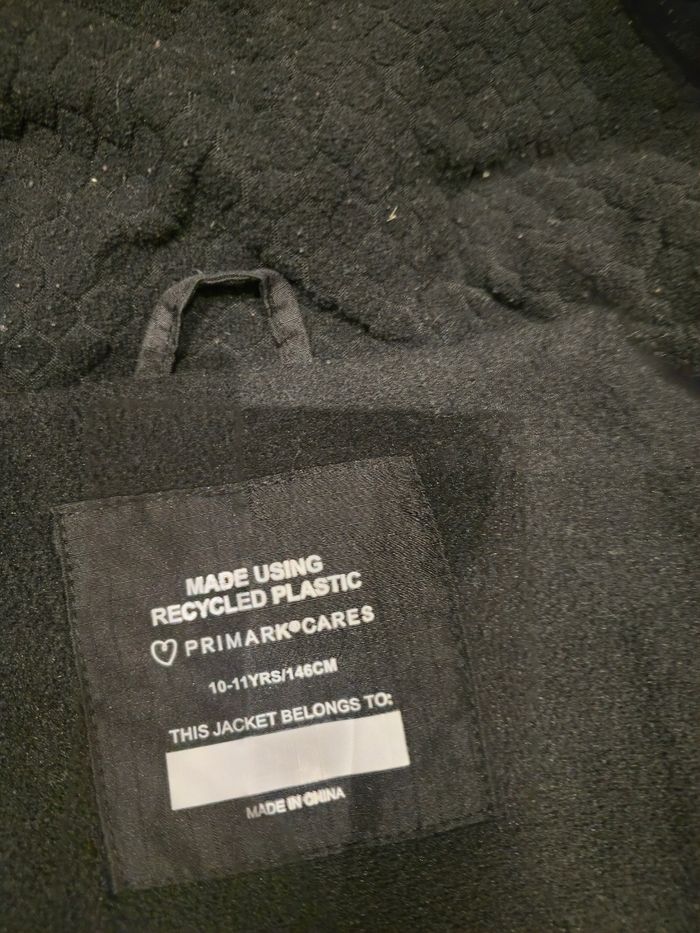 MADE USING
RECYCLED PLASTIC
PRIMARK®CARES
10-11YRS/146CM
THIS JACKET BELONGS TO:
MADE IN CHINA